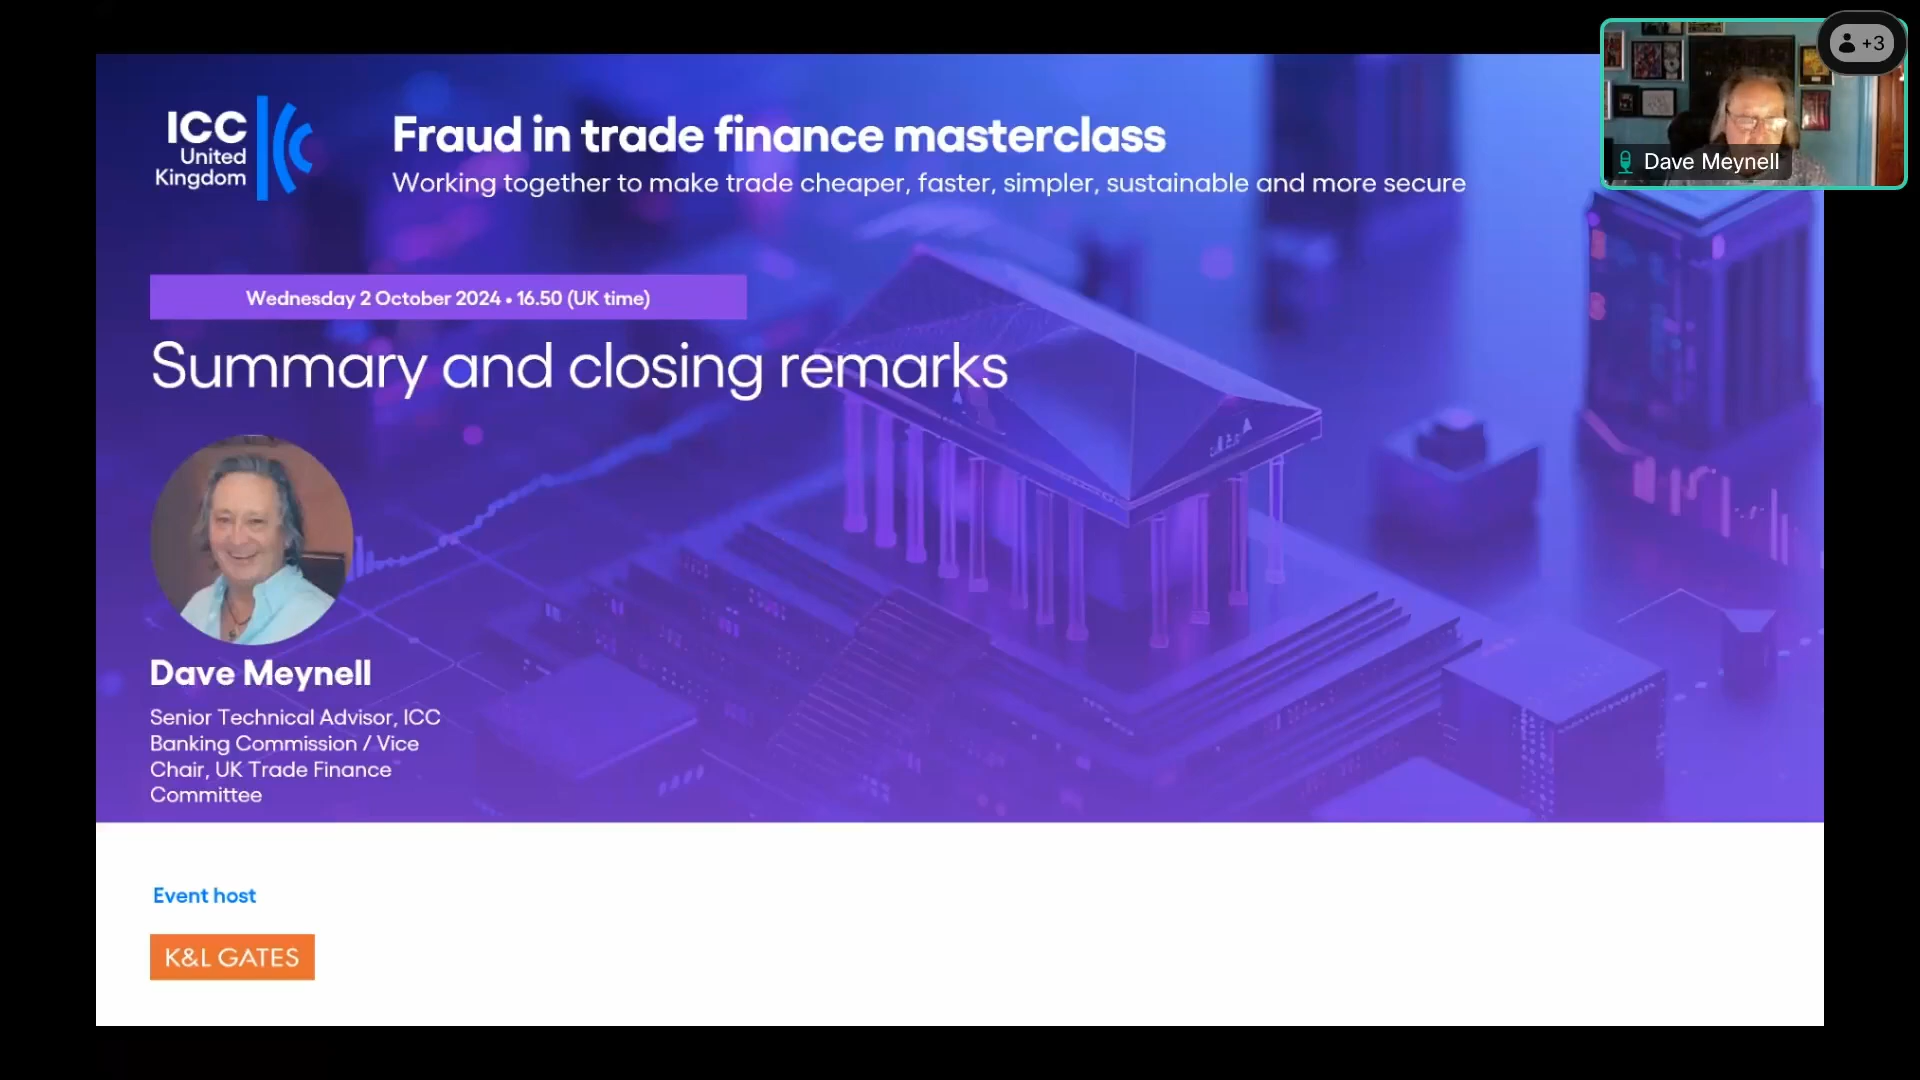 ICC
United
Kingdom
Fraud in trade finance masterclass
Working together to make trade cheaper, faster, simpler, sustainable and more secure
+3
Dave Meynell
Wednesday 2 October 2024 • 16.50 (UK time)
Summary and closing remarks
Dave Meynell
Senior Technical Advisor, ICC
Banking Commission / Vice
Chair, UK Trade Finance
Committee
Event host
K&L GATES